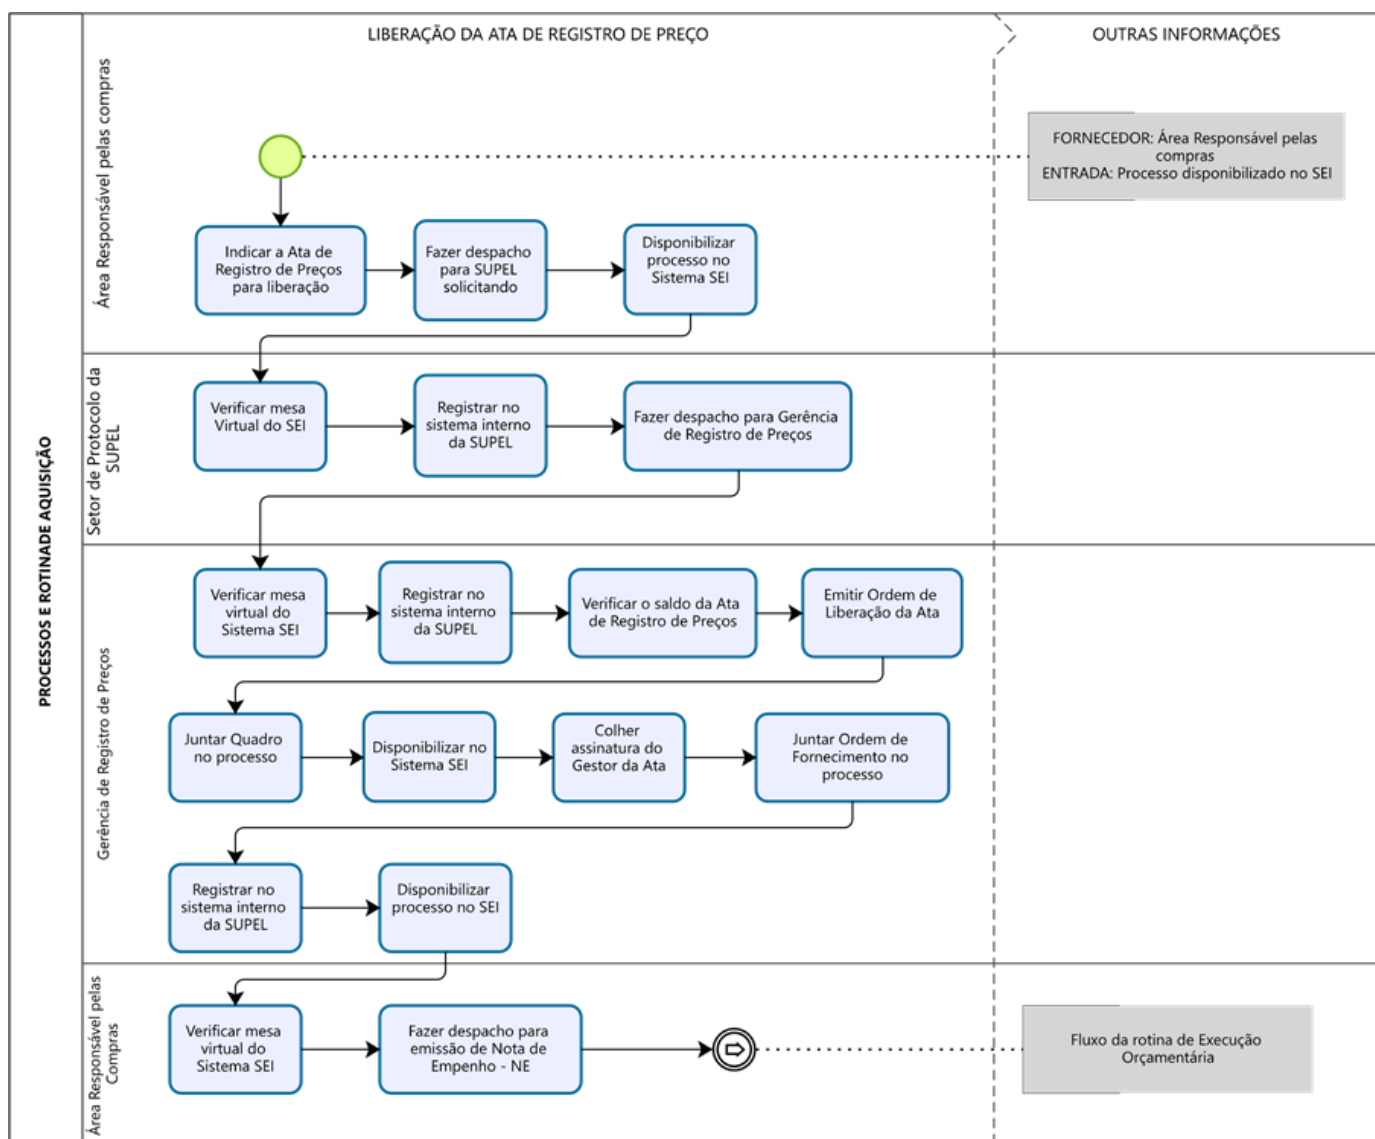 LIBERAÇÃO DA ATA DE REGISTRO DE PREÇO
OUTRAS INFORMAÇÕES
PROCESSOS E ROTINADE AQUISIÇÃO
Área Responsável pelas compras
FORNECEDOR: Área Responsável pelas
compras
ENTRADA: Processo disponibilizado no SEI
Indicar a Ata de
Registro de Preços
para liberação
Fazer despacho
para SUPEL
solicitando
Disponibilizar
processo no
Sistema SEI
Setor de Protocolo da
SUPEL
Verificar mesa
Virtual do SEI
Registrar no
sistema interno
da SUPEL
Fazer despacho para Gerência
de Registro de Preços
Gerência de Registro de Preços
Verificar mesa
virtual do
Sistema SEI
Registrar no
sistema interno
da SUPEL
Verificar o saldo da Ata
de Registro de Preços
Emitir Ordem de
Liberação da Ata
Juntar Quadro
no processo
Disponibilizar no
Sistema SEI
Colher
assinatura do
Gestor da Ata
Juntar Ordem de
Fornecimento no
processo
Registrar no
sistema interno
da SUPEL
Disponibilizar
processo no SEI
Área Responsável pelas
Compras
Verificar mesa
virtual do
Sistema SEI
Fazer despacho para
emissão de Nota de
Empenho - NE
Fluxo da rotina de Execução
Orçamentária